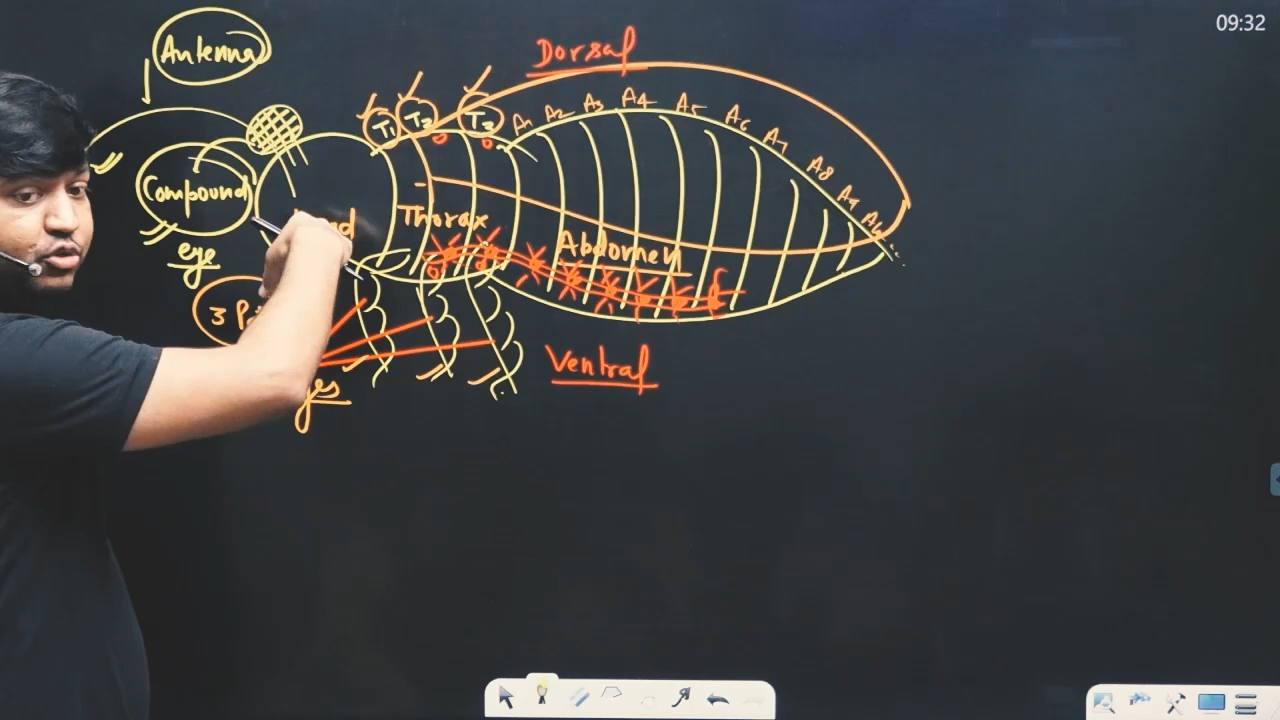 09:32
Antenna
Dorsal
T1 T2 T3
A1 A2 A3 A4 A5 A6 A7 A8 A9 A10
Compound
eye
Thorax
Abdomen
3
Ventral